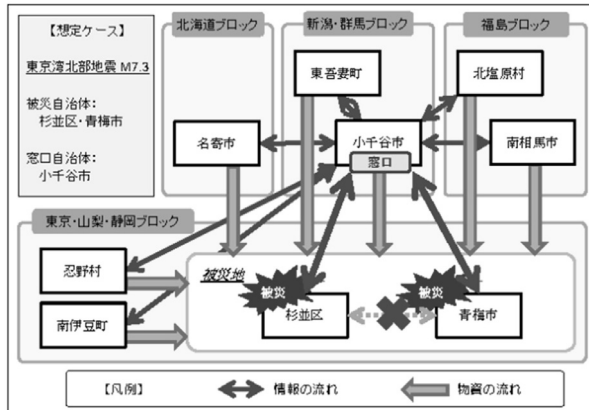 【想定ケース】
東京湾北部地震 M7.3
被災自治体：
杉並区・青梅市
窓口自治体：
小千谷市
北海道ブロック
新潟・群馬ブロック
福島ブロック
東吾妻町
北塩原村
名寄市
小千谷市
窓口
南相馬市
東京・山梨・静岡ブロック
忍野村
南伊豆町
被災地
被災
杉並区
被災
青梅市
【凡例】
情報の流れ
物資の流れ